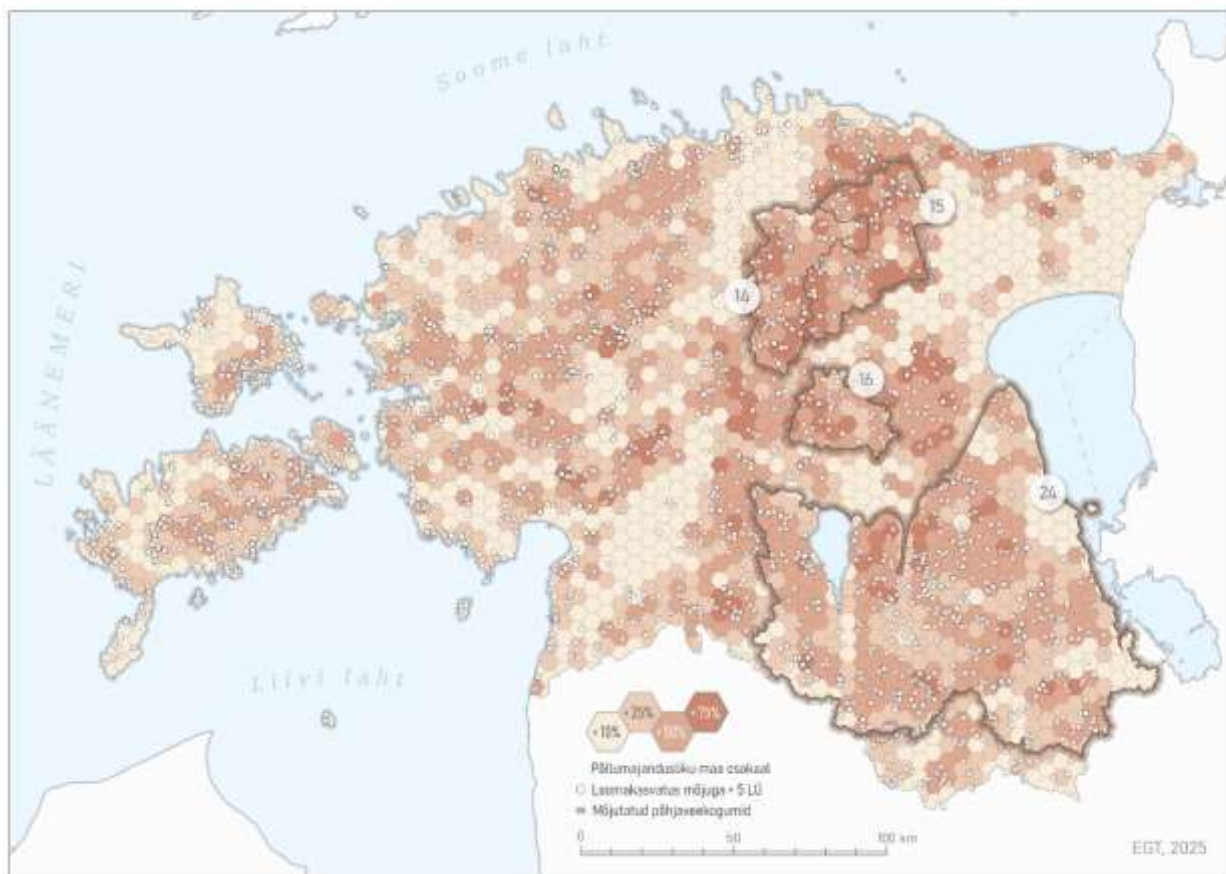 Soome laht
LÄÄNEMERI
15
14
16
24
Liivi laht
< 10%
< 25%
< 50%
< 75%
Põllumajandusliku maa osakaal
Loomakasvatus mõjuga > 5 LÜ
Mõjutatud põhjaveekogumid
0 50 100 km
EGT, 2025